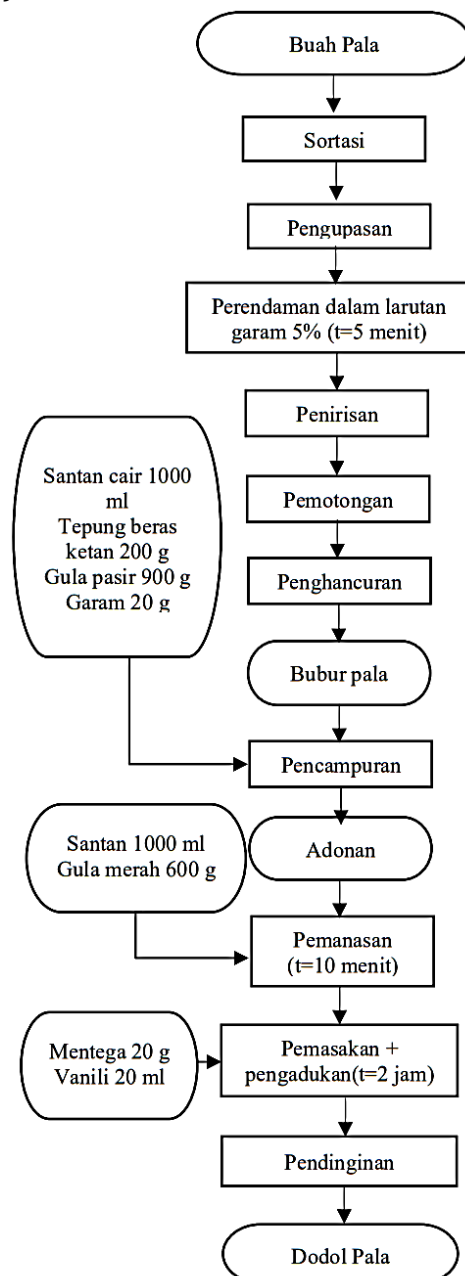 Buah Pala
Sortasi
Pengupasan
Perendaman dalam larutan
garam 5% (t=5 menit)
Penirisan
Santan cair 1000
ml
Tepung beras
ketan 200 g
Gula pasir 900 g
Garam 20 g
Pemotongan
Penghancuran
Bubur pala
Pencampuran
Santan 1000 ml
Gula merah 600 g
Adonan
Pemanasan
(t=10 menit)
Mentega 20 g
Vanili 20 ml
Pemasakan +
pengadukan(t=2 jam)
Pendinginan
Dodol Pala